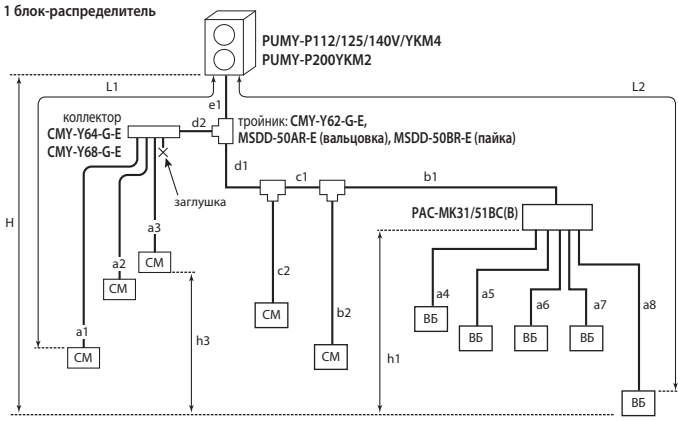 1 блок-распределитель
PUMY-P112/125/140V/YKM4
PUMY-P200YKM2
L1
L2
e1
коллектор
CMY-Y64-G-E
CMY-Y68-G-E
d2
тройник: CMY-Y62-G-E,
MSDD-50AR-E (вальцовка), MSDD-50BR-E (пайка)
d1
c1
b1
заглушка
PAC-MK31/51BC(B)
H
a3
a2
CM
CM
c2
a4
a5
a6
a7
a8
a1
h3
CM
b2
ВБ
ВБ
ВБ
ВБ
CM
CM
h1
ВБ